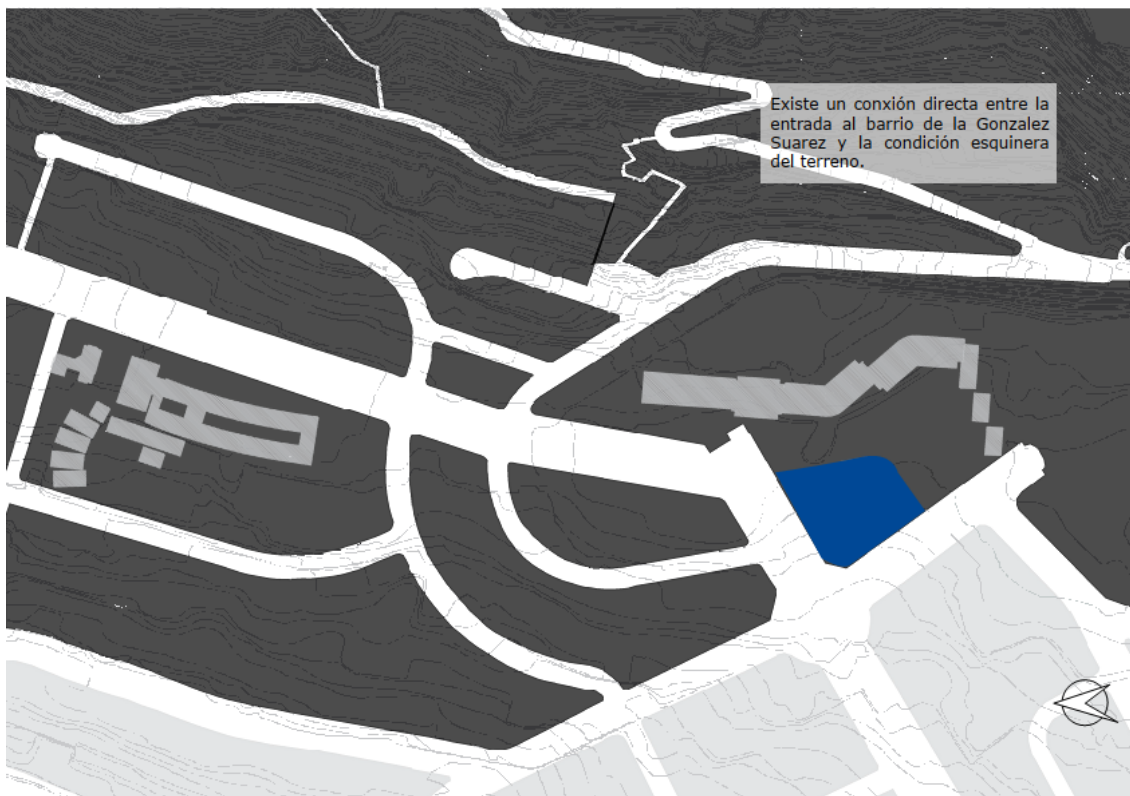 Existe un conxión directa entre la
entrada al barrio de la Gonzalez
Suarez y la condición esquinera
del terreno.